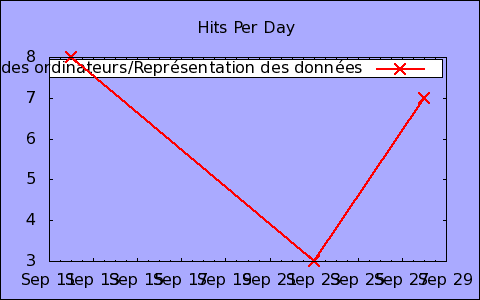 Hits Per Day
8
des ordinateurs/Représentation des données
7
6
5
4
3
Sep 11 Sep 13 Sep 15 Sep 17 Sep 19 Sep 21 Sep 23 Sep 25 Sep 27 Sep 29